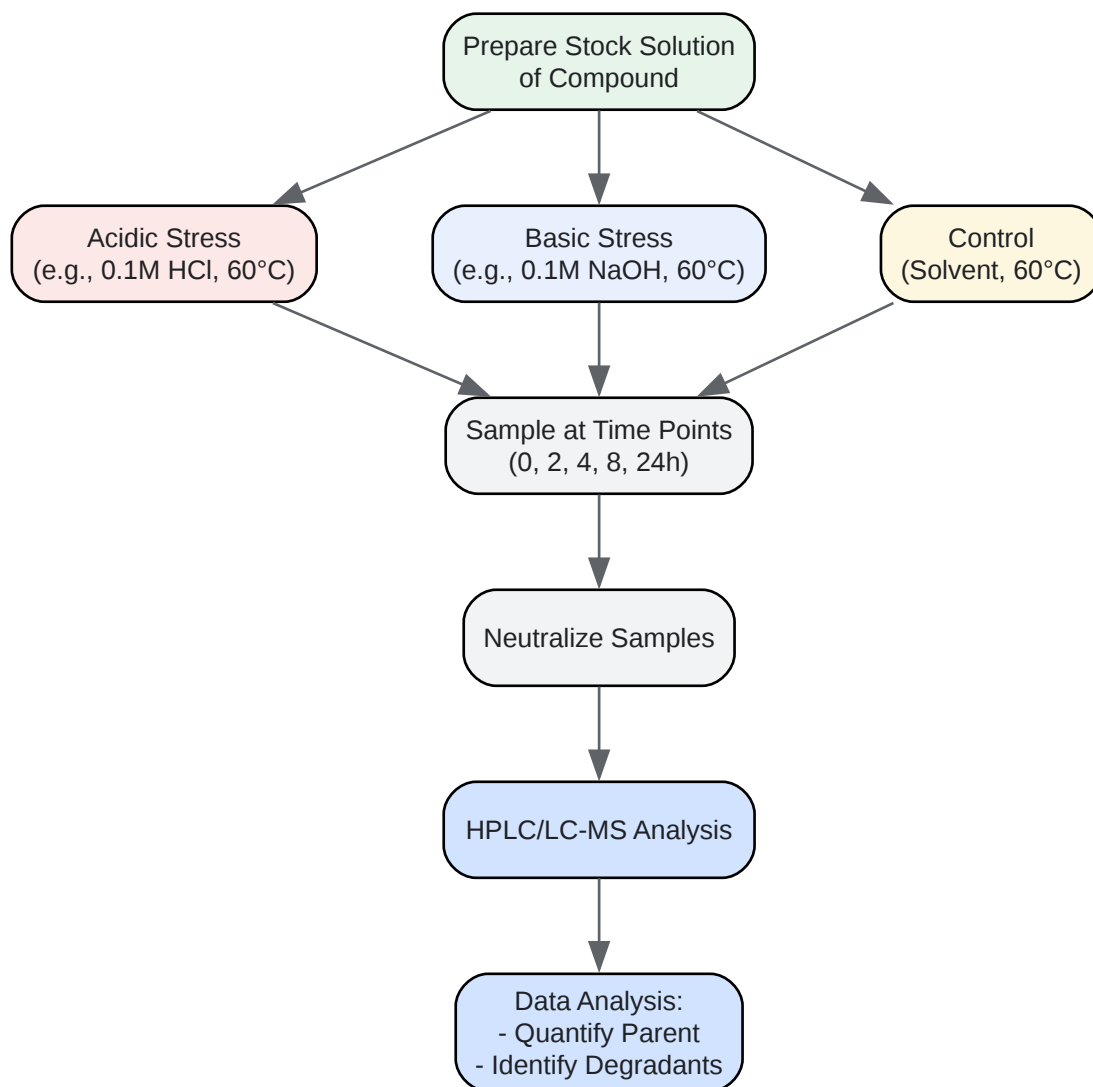 Prepare Stock Solution
of Compound
Acidic Stress
(e.g., 0.1M HCl, 60°C)
Basic Stress
(e.g., 0.1M NaOH, 60°C)
Control
(Solvent, 60°C)
Sample at Time Points
(0, 2, 4, 8, 24h)
Neutralize Samples
HPLC/LC-MS Analysis
Data Analysis:
- Quantify Parent
- Identify Degradants